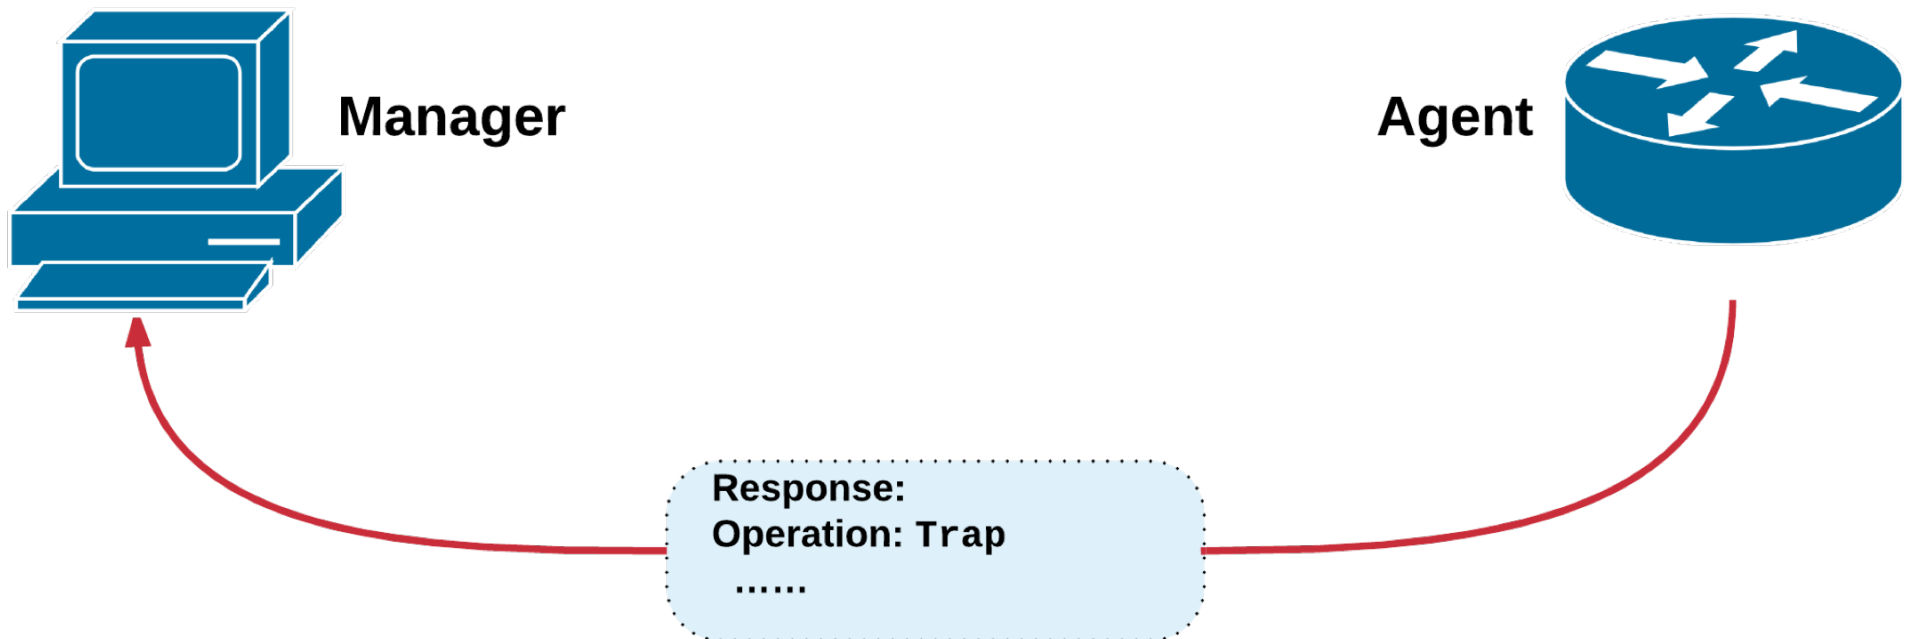 Manager
Agent
Response:
Operation: Trap
......